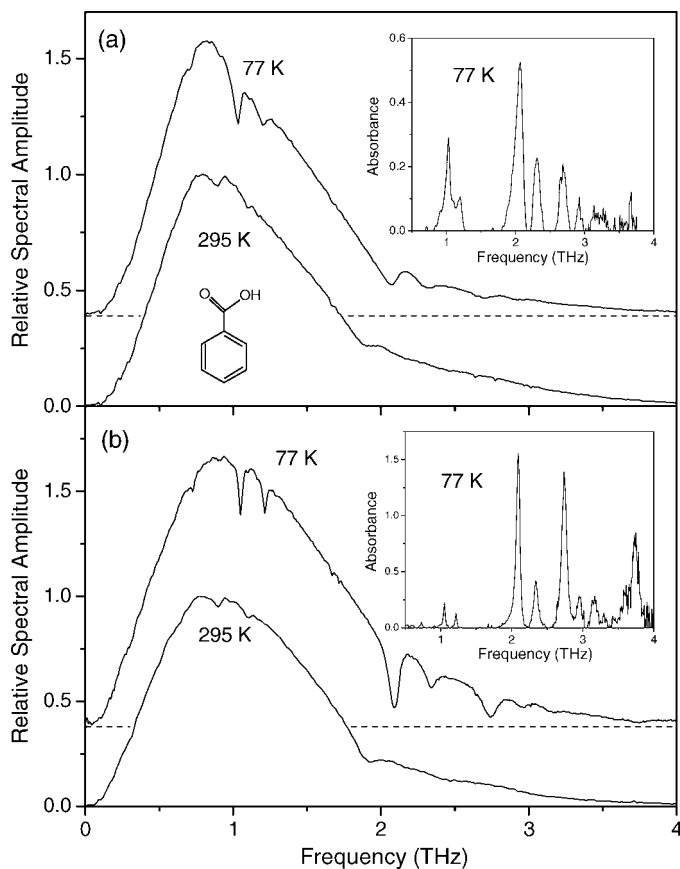 (a)
77 K
295 K
O
OH
Relative Spectral Amplitude
1.5
1.0
0.5
0.0
77 K
Absorbance
0.6
0.4
0.2
0.0
1
2
3
4
Frequency (THz)
(b)
77 K
295 K
Relative Spectral Amplitude
1.5
1.0
0.5
0.0
77 K
Absorbance
1.5
1.0
0.5
0.0
1
2
3
4
Frequency (THz)
0
1
2
3
4
Frequency (THz)